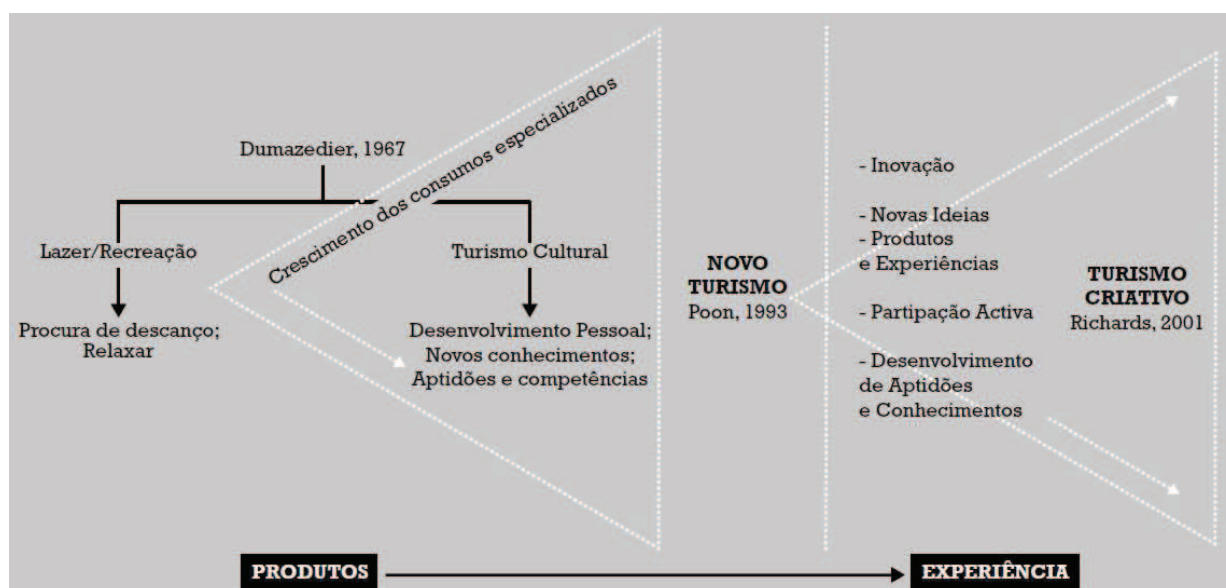 Dumazedier, 1967
Crescimento dos consumos especializados
Lazer/Recreação
Procura de descanço;
Relaxar
Turismo Cultural
Desenvolvimento Pessoal;
Novos conhecimentos;
Aptidões e competências
NOVO
TURISMO
Poon, 1993
- Inovação
- Novas Ideias
- Produtos
e Experiências
- Partipação Activa
- Desenvolvimento
de Aptidões
e Conhecimentos
TURISMO
CRIATIVO
Richards, 2001
PRODUTOS
EXPERIÊNCIA